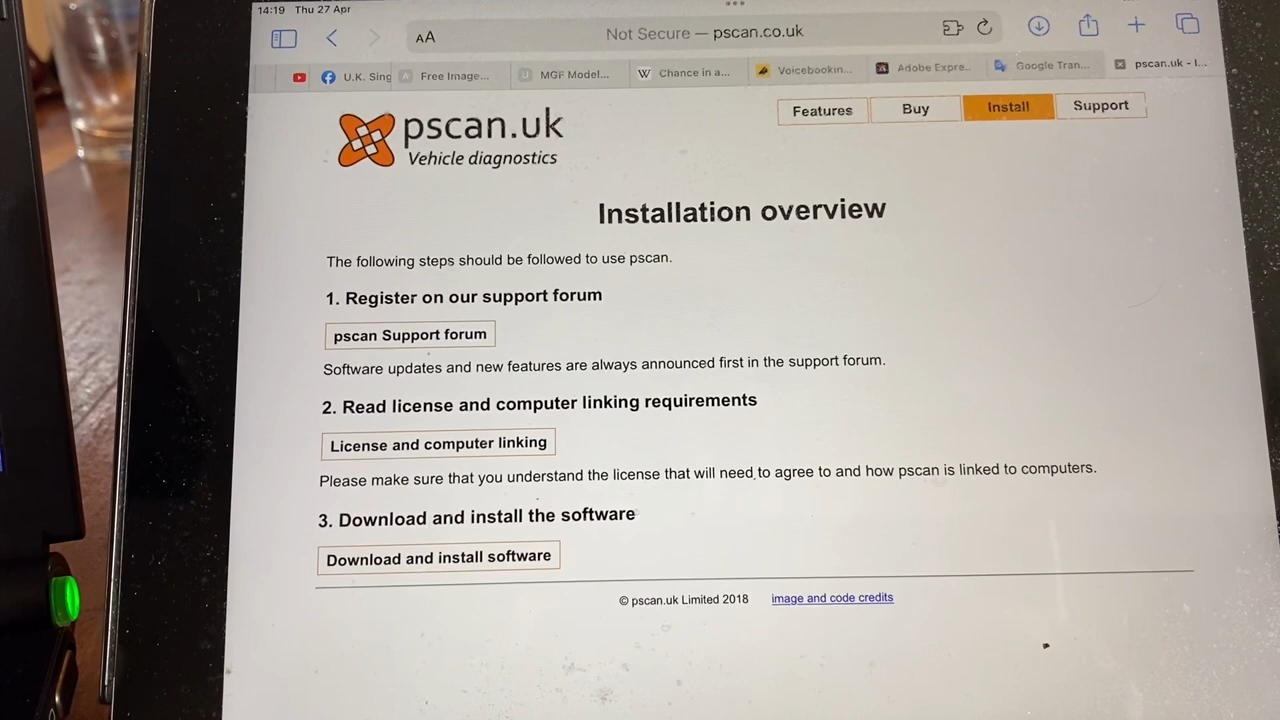 14:19 Thu 27 Apr
AA
Not Secure — pscan.co.uk
U.K. Sing
Free Image...
MGF Model...
Chance in a...
Voicebookin...
Adobe Expre...
Google Tran...
pscan.uk - I...
pscan.uk
Vehicle diagnostics
Features
Buy
Install
Support
Installation overview
The following steps should be followed to use pscan.
1. Register on our support forum
pscan Support forum
Software updates and new features are always announced first in the support forum.
2. Read license and computer linking requirements
License and computer linking
Please make sure that you understand the license that will need to agree to and how pscan is linked to computers.
3. Download and install the software
Download and install software
© pscan.uk Limited 2018 image and code credits